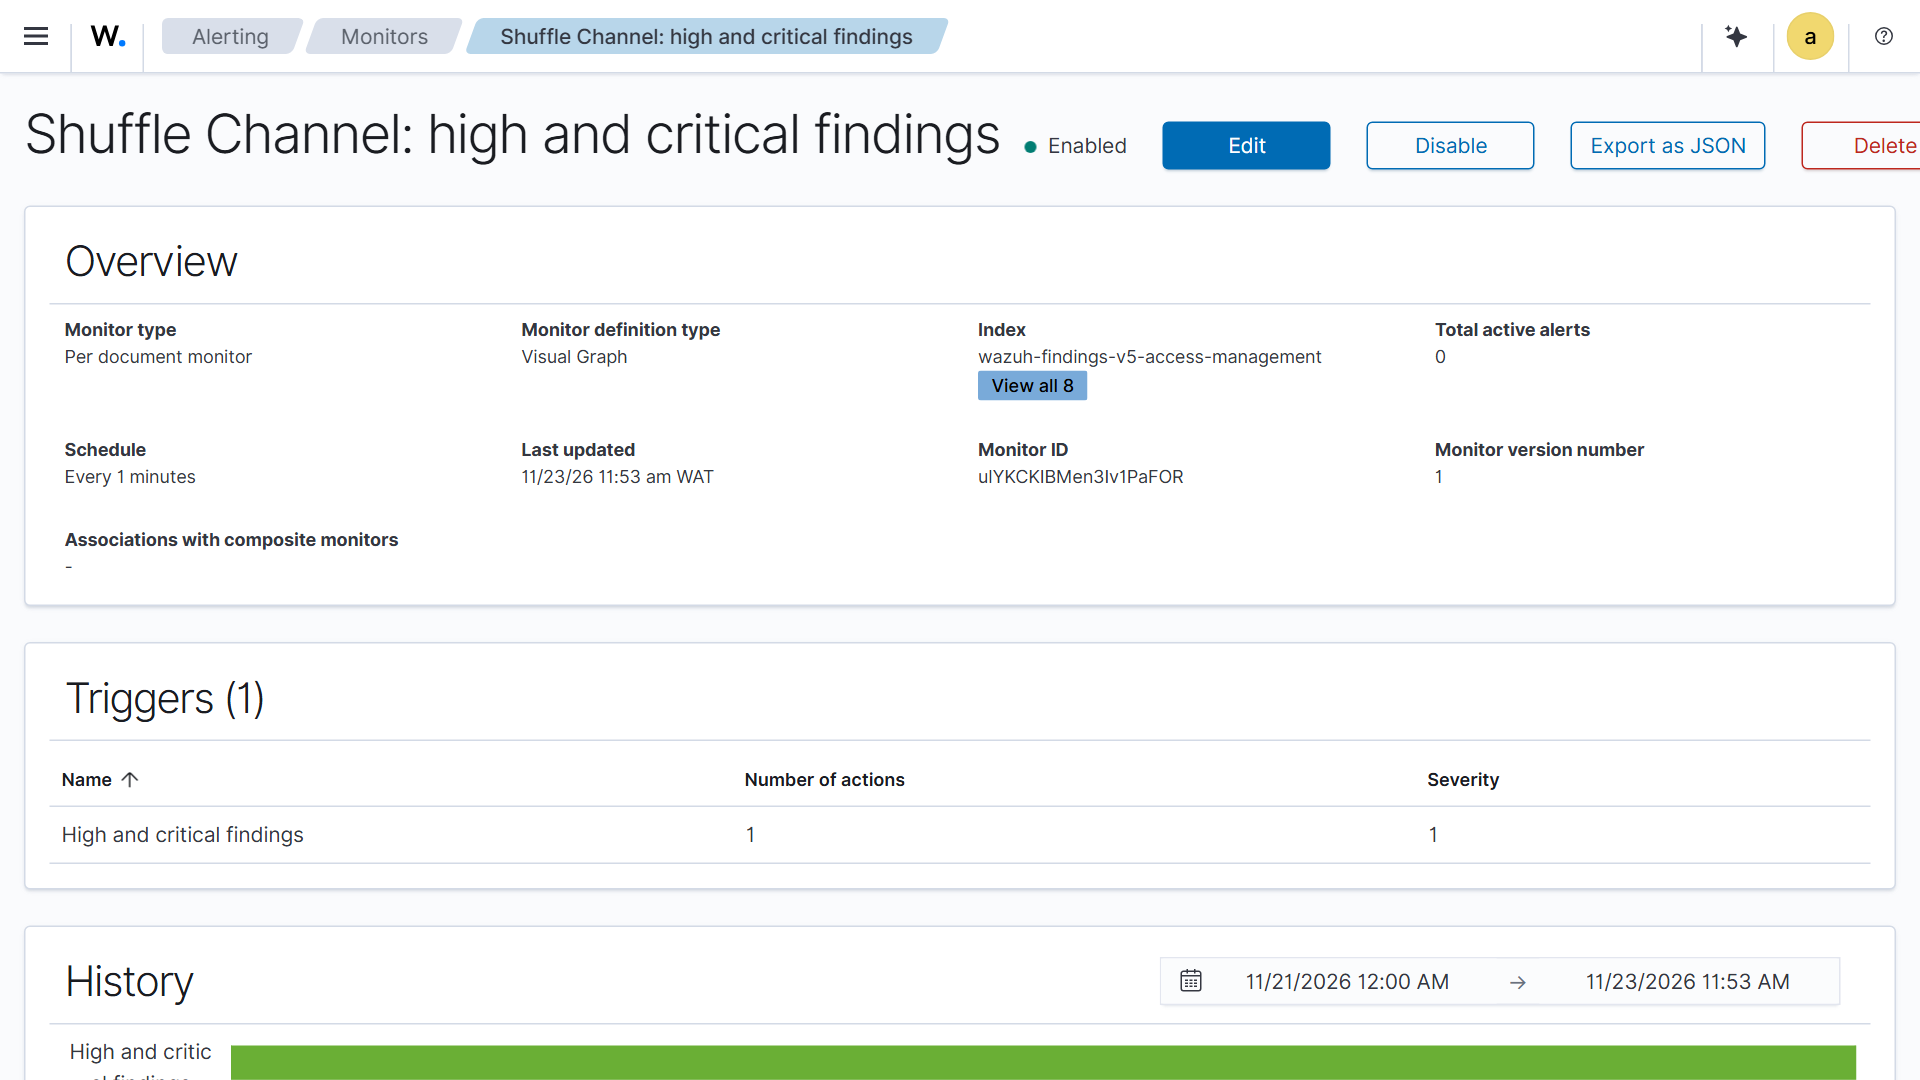 W.
Alerting
Monitors
Shuffle Channel: high and critical findings
a
Shuffle Channel: high and critical findings
Enabled
Edit
Disable
Export as JSON
Delete
Overview
Monitor type
Per document monitor
Monitor definition type
Visual Graph
Index
wazuh-findings-v5-access-management
View all 8
Total active alerts
0
Schedule
Every 1 minutes
Last updated
11/23/26 11:53 am WAT
Monitor ID
ulYKCKIBMen3Iv1PaFOR
Monitor version number
1
Associations with composite monitors
-
Triggers (1)
Name
Number of actions
Severity
High and critical findings
1
1
History
11/21/2026 12:00 AM
→
11/23/2026 11:53 AM
High and critic
al findings